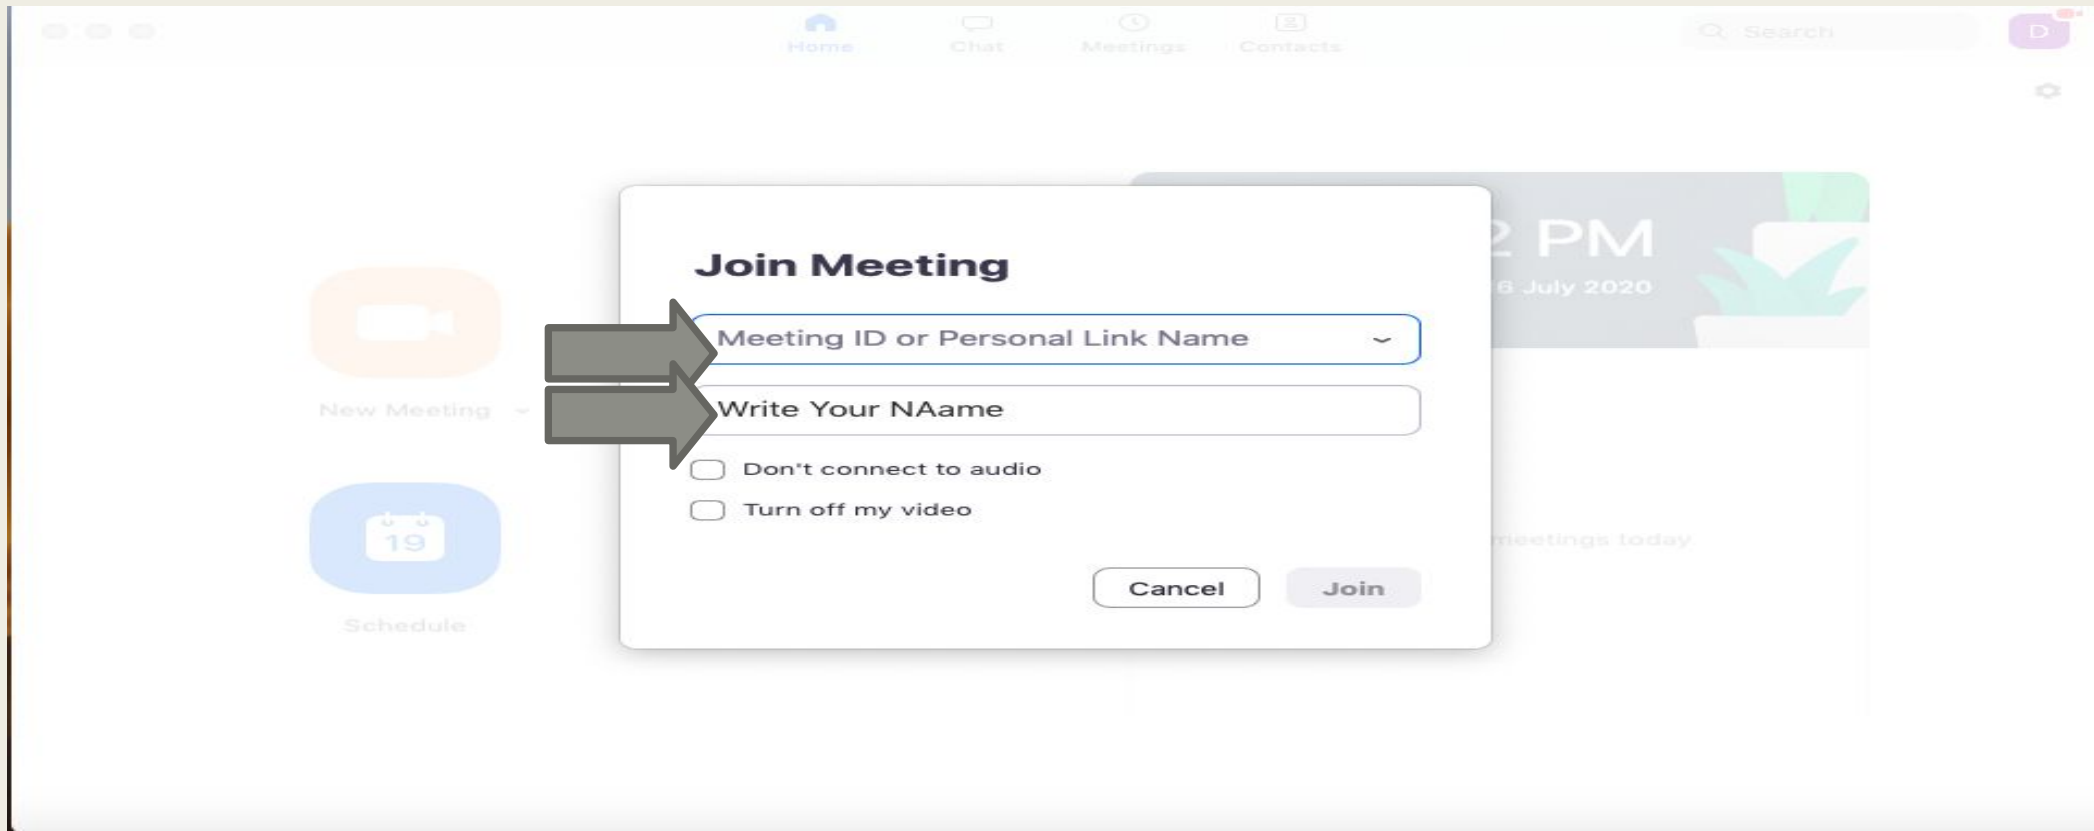 Home Chat Meetings Contacts
Search
D
2 PM
6 July 2020
Join Meeting
Meeting ID or Personal Link Name
Write Your NAame
Don't connect to audio
Turn off my video
Cancel Join
New Meeting
19
Schedule
meetings today